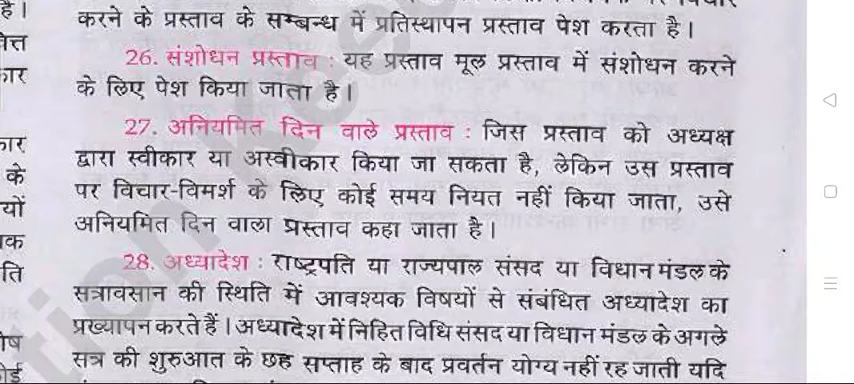 है।
करने के प्रस्ताव के सम्बन्ध में प्रतिस्थापन प्रस्ताव पेश करता है।
वित्त
26. संशोधन प्रस्ताव : यह प्रस्ताव मूल प्रस्ताव में संशोधन करने
कार
के लिए पेश किया जाता है।
27. अनियमित दिन वाले प्रस्ताव : जिस प्रस्ताव को अध्यक्ष
द्वारा स्वीकार या अस्वीकार किया जा सकता है, लेकिन उस प्रस्ताव
के
पर विचार-विमर्श के लिए कोई समय नियत नहीं किया जाता, उसे
यों
अनियमित दिन वाला प्रस्ताव कहा जाता है।
28. अध्यादेश : राष्ट्रपति या राज्यपाल संसद या विधान मंडल के
ति
सत्रावसान की स्थिति में आवश्यक विषयों से संबंधित अध्यादेश का
प्रख्यापन करते हैं। अध्यादेश में निहित विधि संसद या विधान मंडल के अगले
सत्र की शुरुआत के छह सप्ताह के बाद प्रवर्तन योग्य नहीं रह जाती यदि